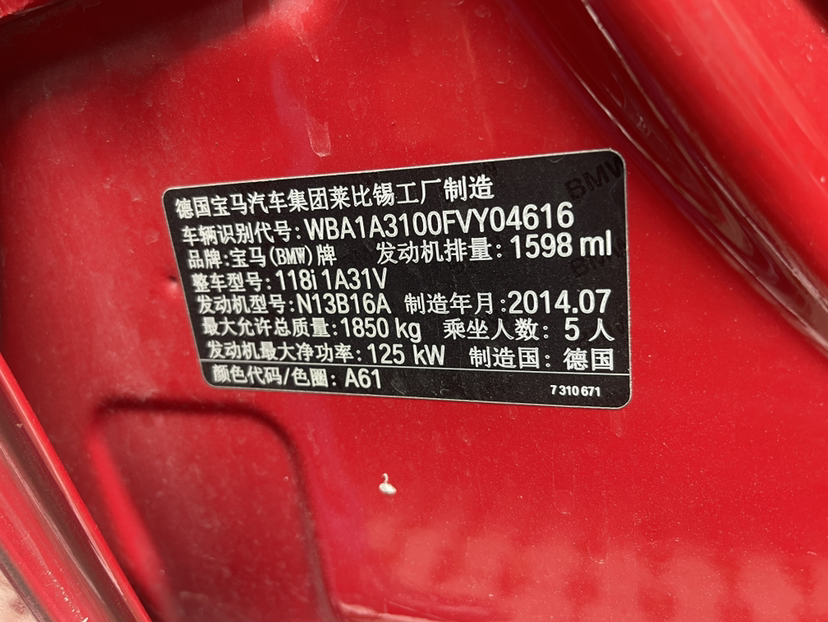 德国宝马汽车集团莱比锡工厂制造
车辆识别代号: WBA1A3100FVY04616
品牌: 宝马(BMW)牌 发动机排量: 1598 ml
整车型号: 118i 1A31V
发动机型号: N13B16A 制造年月: 2014.07
最大允许总质量: 1850 kg 乘坐人数: 5 人
发动机最大净功率: 125 kW 制造国: 德国
颜色代码/色圈: A61
7 310 671
BMW